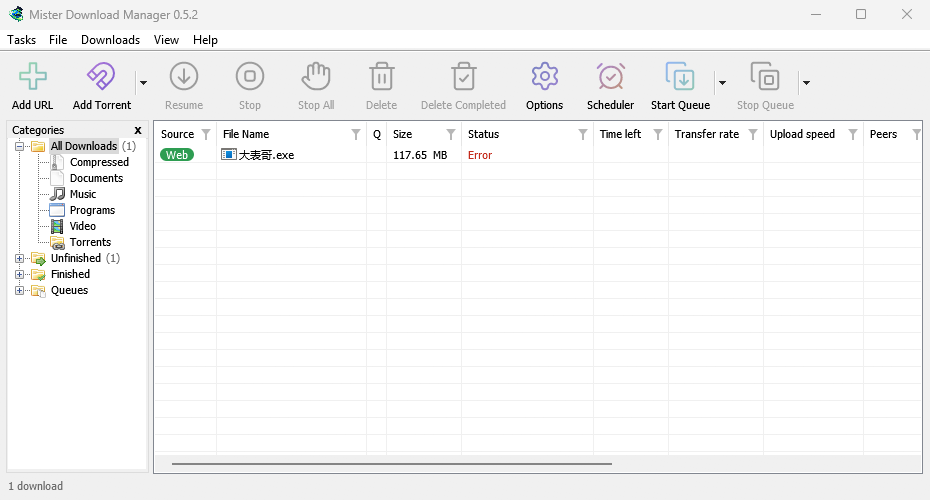 Mister Download Manager 0.5.2
Tasks File Downloads View Help
Add URL Add Torrent Resume Stop Stop All Delete Delete Completed Options Scheduler Start Queue Stop Queue
Categories x
Source File Name Q Size Status Time left Transfer rate Upload speed Peers
Web 大表哥.exe 117.65 MB Error
All Downloads (1)
Compressed
Documents
Music
Programs
Video
Torrents
Unfinished (1)
Finished
Queues
1 download